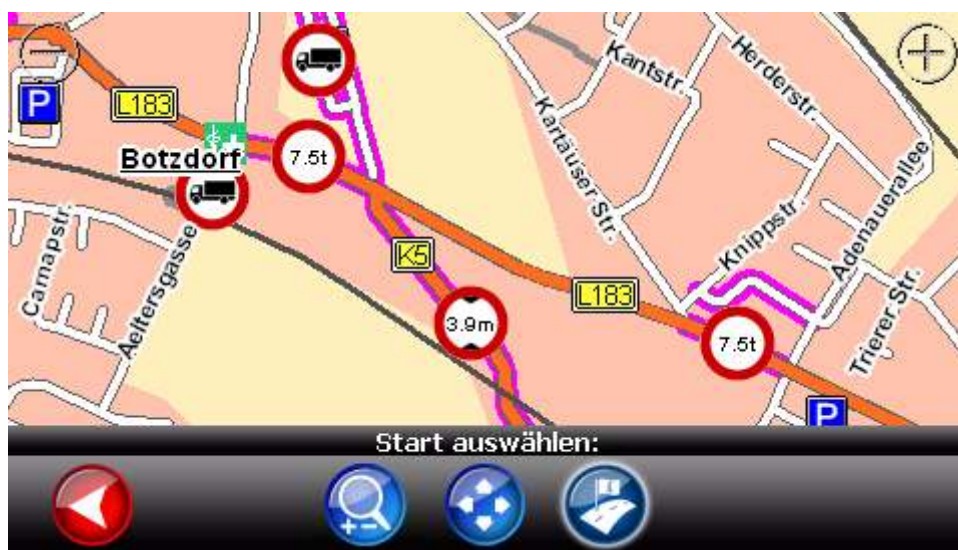 Kantstr.
Herderstr.
P
L183
Botzdorf
7.5t
Kartäuser Str.
Knippstr.
Adenauerallee
Carnapstr.
Aeltersgasse
K5
L183
3.9m
7.5t
Trierer Str.
P
Start auswählen: